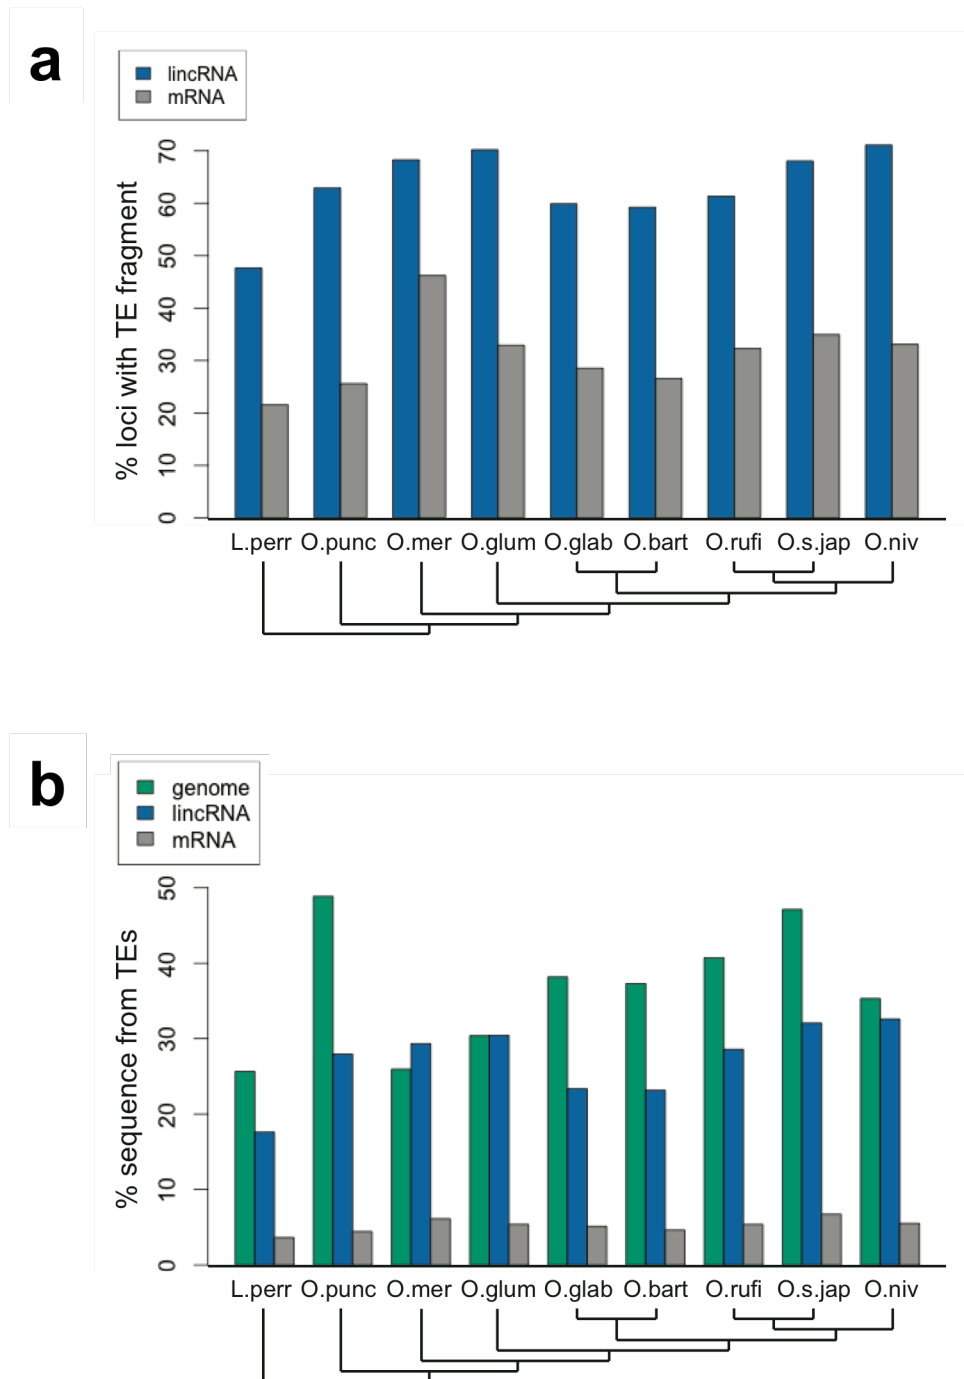 a
lincRNA
mRNA
% loci with TE fragment
70
60
50
40
30
20
10
0
L.perr O.punc O.mer O.glum O.glab O.bart O.rufi O.s.jap O.niv
b
genome
lincRNA
mRNA
% sequence from TEs
50
40
30
20
10
0
L.perr O.punc O.mer O.glum O.glab O.bart O.rufi O.s.jap O.niv